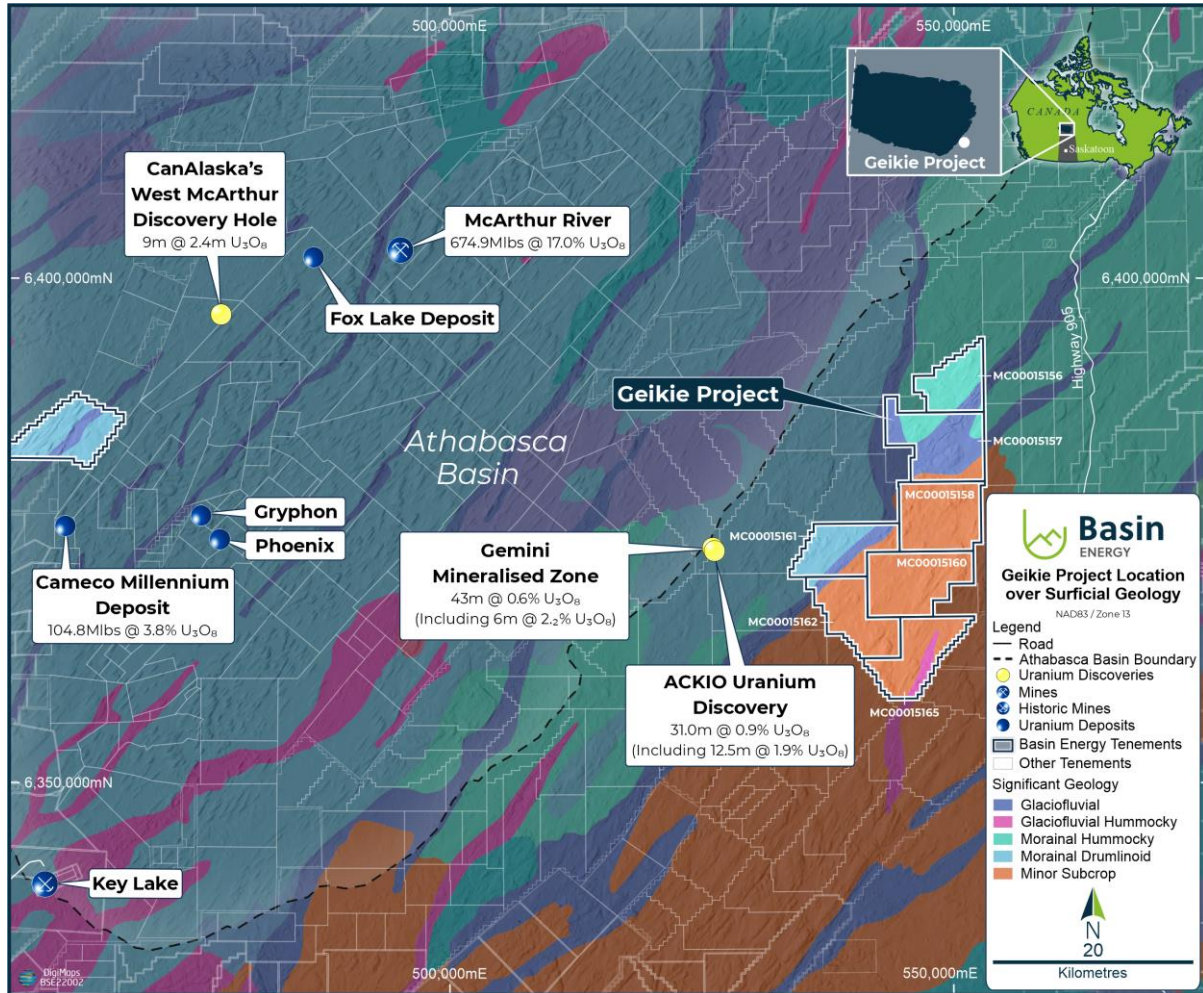 500,000mE
550,000mE
CANADA
Saskatoon
Geikie Project
CanAlaska's
West McArthur
Discovery Hole
9m @ 2.4m U₃O₈
McArthur River
674.9Mlbs @ 17.0% U₃O₈
6,400,000mN
6,400,000mN
Fox Lake Deposit
Highway 905
Geikie Project
MC00015156
MC00015157
Athabasca
Basin
MC00015158
Gryphon
Phoenix
MC00015161
MC00015160
Cameco Millennium
Deposit
104.8Mlbs @ 3.8% U₃O₈
Gemini
Mineralised Zone
43m @ 0.6% U₃O₈
(Including 6m @ 2.₂% U₃O₈)
MC00015162
ACKIO Uranium
Discovery
31.0m @ 0.9% U₃O₈
(Including 12.5m @ 1.9% U₃O₈)
MC00015165
6,350,000mN
Key Lake
Basin
ENERGY
Geikie Project Location
over Surficial Geology
NAD83 / Zone 13
Legend
Road
Athabasca Basin Boundary
Uranium Discoveries
Mines
Historic Mines
Uranium Deposits
Basin Energy Tenements
Other Tenements
Significant Geology
Glaciofluvial
Glaciofluvial Hummocky
Morainal Hummocky
Morainal Drumlinoid
Minor Subcrop
N
20
Kilometres
DigiMaps
BSE22002
500,000mE
550,000mE